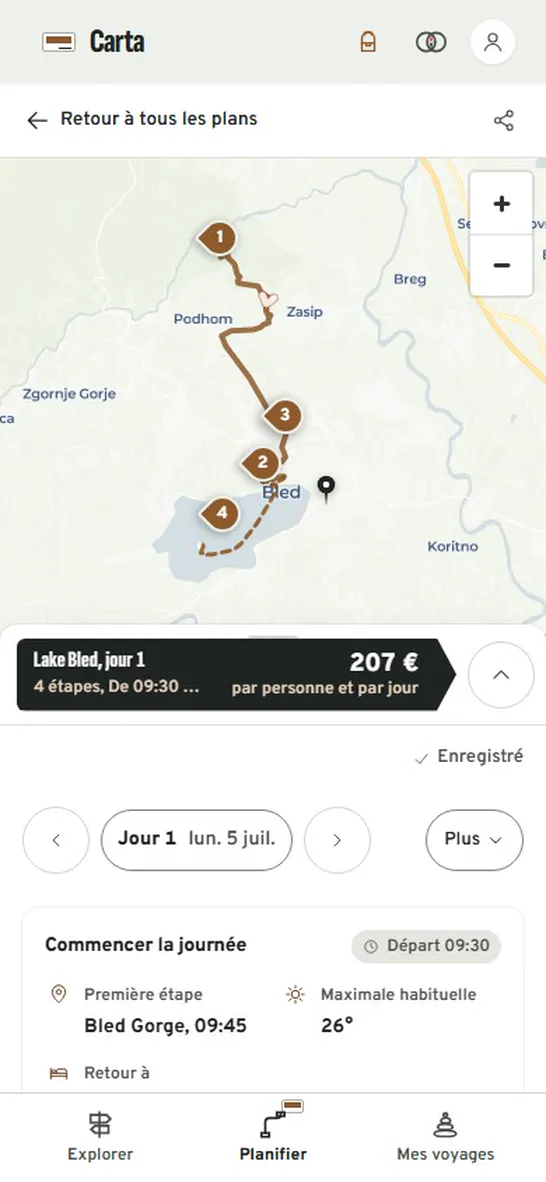 Carta
Retour à tous les plans
1
Breg
Zasip
Podhom
Zgornje Gorje
ca
3
2
Bled
4
Koritno
+
−
Lake Bled, jour 1
207 €
4 étapes, De 09:30 ...
par personne et par jour
Enregistré
Jour 1 lun. 5 juil.
Plus
Commencer la journée
Départ 09:30
Première étape
Bled Gorge, 09:45
Maximale habituelle
26°
Retour à
Explorer
Planifier
Mes voyages